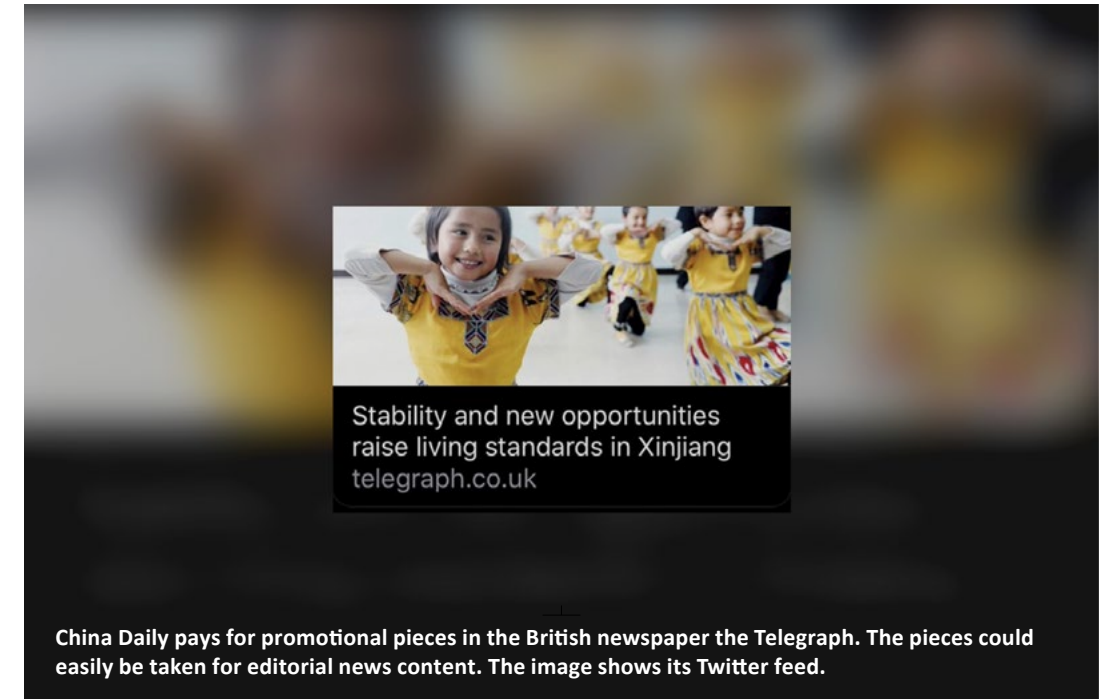 Stability and new opportunities
raise living standards in Xinjiang
telegraph.co.uk
China Daily pays for promotional pieces in the British newspaper the Telegraph. The pieces could
easily be taken for editorial news content. The image shows its Twitter feed.